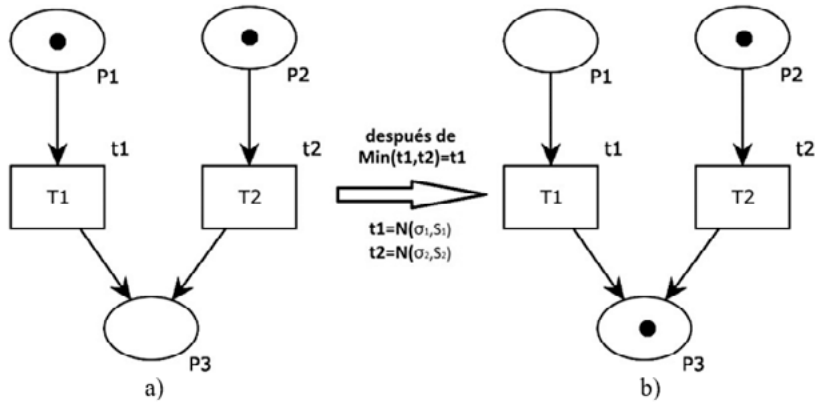 P1
P2
t1
t2
T1
T2
P3
a)
después de
Min(t1,t2)=t1
t1=N(σ₁,S₁)
t2=N(σ₂,S₂)
P1
P2
t1
t2
T1
T2
P3
b)